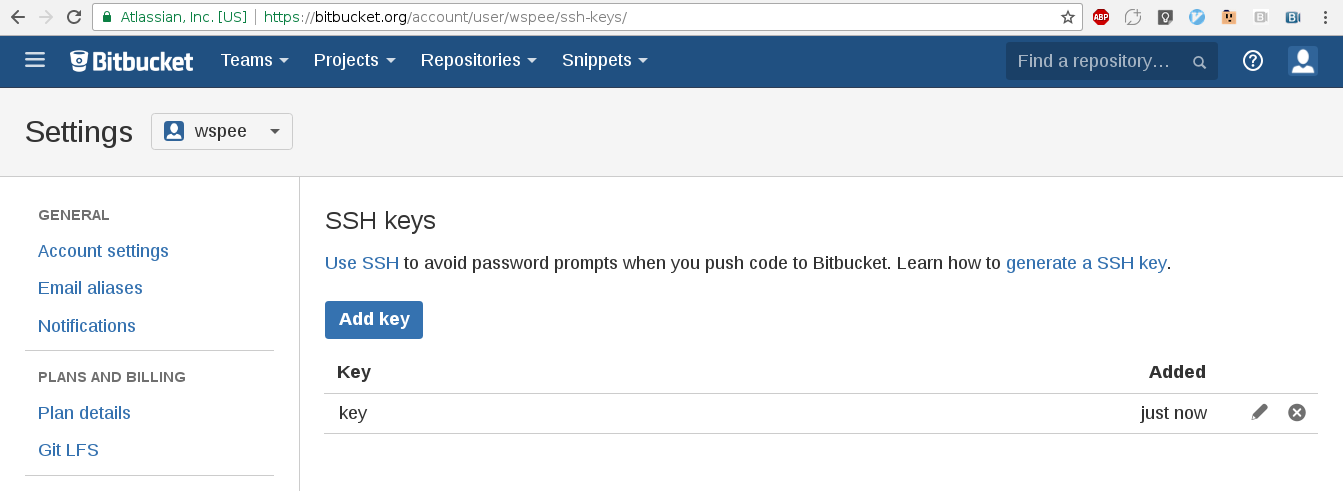 Atlassian, Inc. [US] https://bitbucket.org/account/user/wspee/ssh-keys/
ABP
Bitbucket Teams Projects Repositories Snippets Find a repository...
Settings wspee
GENERAL
Account settings
Email aliases
Notifications
PLANS AND BILLING
Plan details
Git LFS
SSH keys
Use SSH to avoid password prompts when you push code to Bitbucket. Learn how to generate a SSH key.
Add key
Key Added
key just now